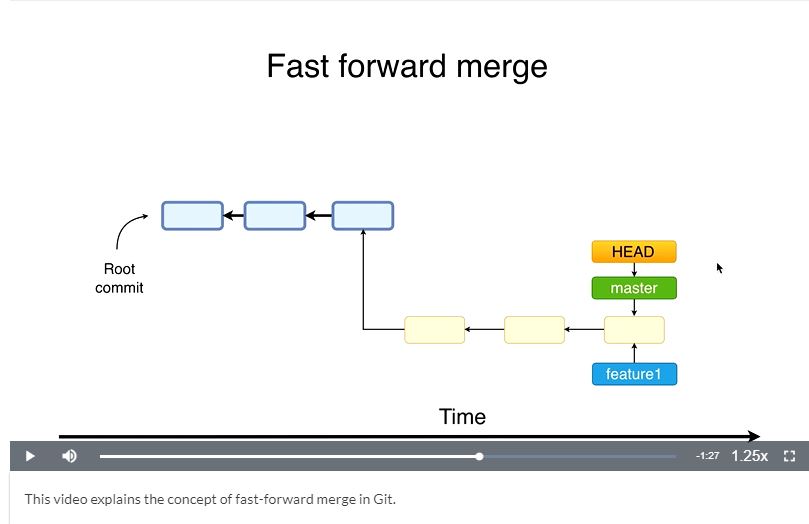 Fast forward merge
Root
commit
HEAD
master
feature1
Time
-1:27 1.25x
This video explains the concept of fast-forward merge in Git.